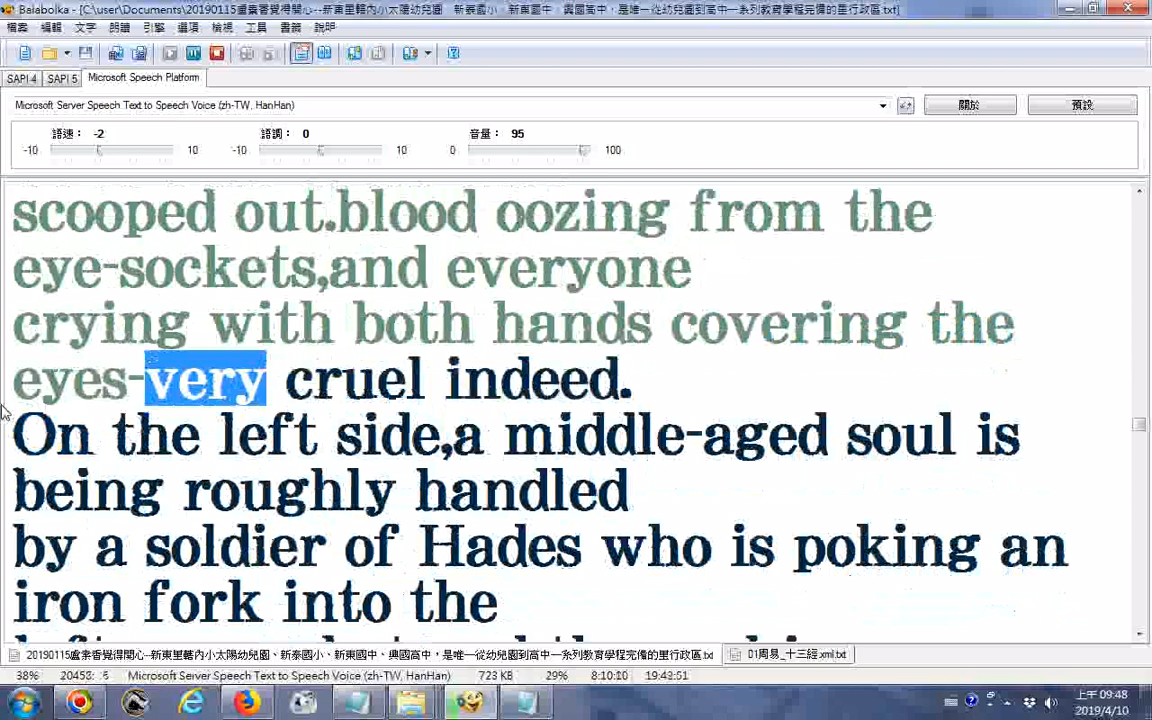 Balabolka - [C:\user\Documents\20190115盧紊香覺得開心--新東里轄內小太陽幼兒園、新泰國小、新東國中、興國高中，是唯一從幼兒園到高中一系列教育學程完備的里行政區.txt]
檔案 編輯 文字 朗讀 引擎 選項 檢視 工具 書籤 說明
SAPI 4 SAPI 5 Microsoft Speech Platform
Microsoft Server Speech Text to Speech Voice (zh-TW, HanHan) 關於 預設
語速： -2 語調： 0 音量： 95
-10 10 -10 10 0 100
scooped out.blood oozing from the
eye-sockets,and everyone
crying with both hands covering the
eyes-very cruel indeed.
On the left side,a middle-aged soul is
being roughly handled
by a soldier of Hades who is poking an
iron fork into the
20190115盧紊香覺得開心--新東里轄內小太陽幼兒園、新泰國小、新東國中、興國高中，是唯一從幼兒園到高中一系列教育學程完備的里行政區.txt 01周易_十三經.xml.txt
38% Microsoft Server Speech Text to Speech Voice (zh-TW, HanHan) 723 KB 29% 8:10:10 19:43:51
上午 09:48
2019/4/10